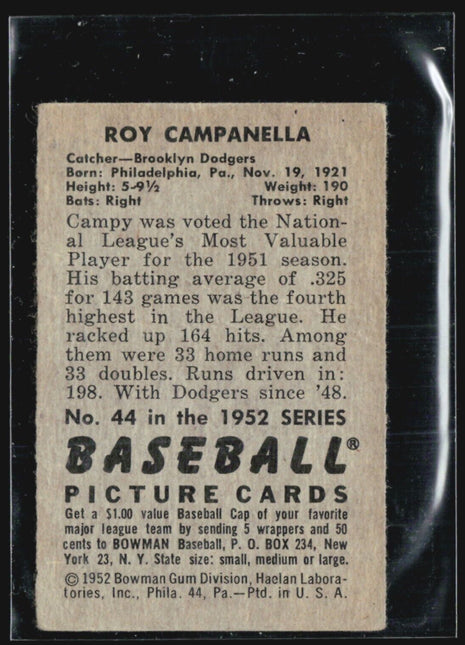 ROY CAMPANELLA
Catcher—Brooklyn Dodgers
Born: Philadelphia, Pa., Nov. 19, 1921
Height: 5-9½ Weight: 190
Bats: Right Throws: Right
Campy was voted the Nation-
al League's Most Valuable
Player for the 1951 season.
His batting average of .325
for 143 games was the fourth
highest in the League. He
racked up 164 hits. Among
them were 33 home runs and
33 doubles. Runs driven in:
198. With Dodgers since '48.
No. 44 in the 1952 SERIES
BASEBALL®
PICTURE CARDS
Get a $1.00 value Baseball Cap of your favorite
major league team by sending 5 wrappers and 50
cents to BOWMAN Baseball, P. O. BOX 234, New
York 23, N. Y. State size: small, medium or large.
© 1952 Bowman Gum Division, Haelan Labora-
tories, Inc., Phila. 44, Pa.—Ptd. in U. S. A.